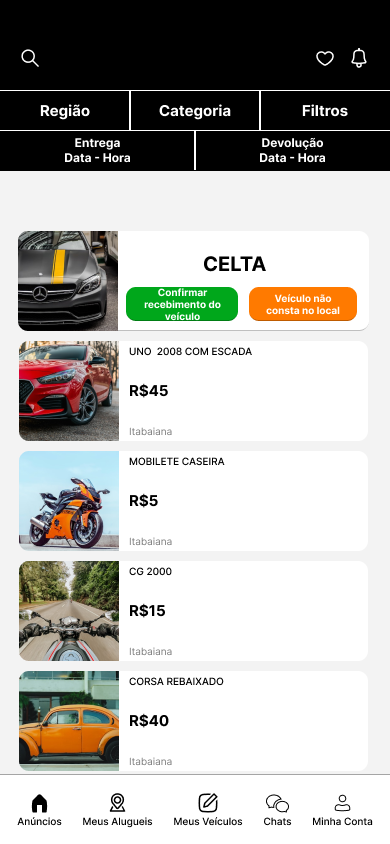 Região
Categoria
Filtros
Entrega
Data - Hora
Devolução
Data - Hora
CELTA
Confirmar
recebimento do
veículo
Veículo não
consta no local
UNO  2008 COM ESCADA
R$45
Itabaiana
MOBILETE CASEIRA
R$5
Itabaiana
CG 2000
R$15
Itabaiana
CORSA REBAIXADO
R$40
Itabaiana
Anúncios
Meus Alugueis
Meus Veículos
Chats
Minha Conta